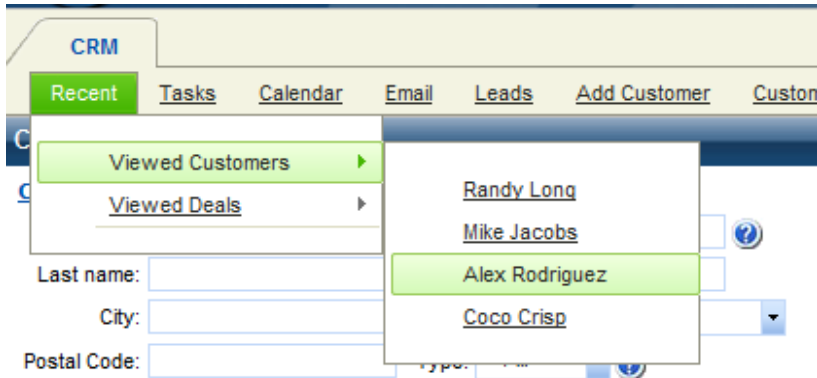 CRM
Recent Tasks Calendar Email Leads Add Customer Custom
C
Viewed Customers
C
Viewed Deals
Randy Long
Mike Jacobs
Last name:
Alex Rodriguez
City:
Coco Crisp
Postal Code: